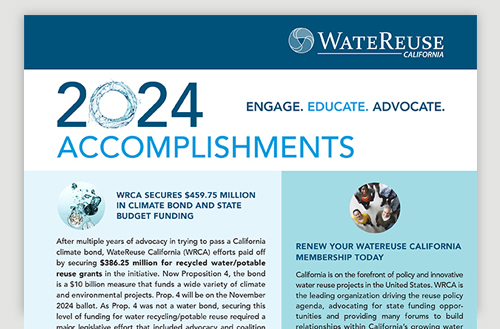 WATEREUSE
CALIFORNIA
2024
ENGAGE. EDUCATE. ADVOCATE.
ACCOMPLISHMENTS
WRCA SECURES $459.75 MILLION
IN CLIMATE BOND AND STATE
BUDGET FUNDING
After multiple years of advocacy in trying to pass a California
climate bond, WateReuse California (WRCA) efforts paid off
by securing $386.25 million for recycled water/potable
reuse grants in the initiative. Now Proposition 4, the bond
is a $10 billion measure that funds a wide variety of climate
and environmental projects. Prop. 4 will be on the November
2024 ballot. As Prop. 4 was not a water bond, securing this
level of funding for water recycling/potable reuse required a
major legislative effort that included advocacy and coalition
RENEW YOUR WATEREUSE CALIFORNIA
MEMBERSHIP TODAY
California is on the forefront of policy and innovative
water reuse projects in the United States. WRCA is
the leading organization driving the reuse policy
agenda, advocating for state funding oppor-
tunities and providing many forums to build
relationships within California's growing water